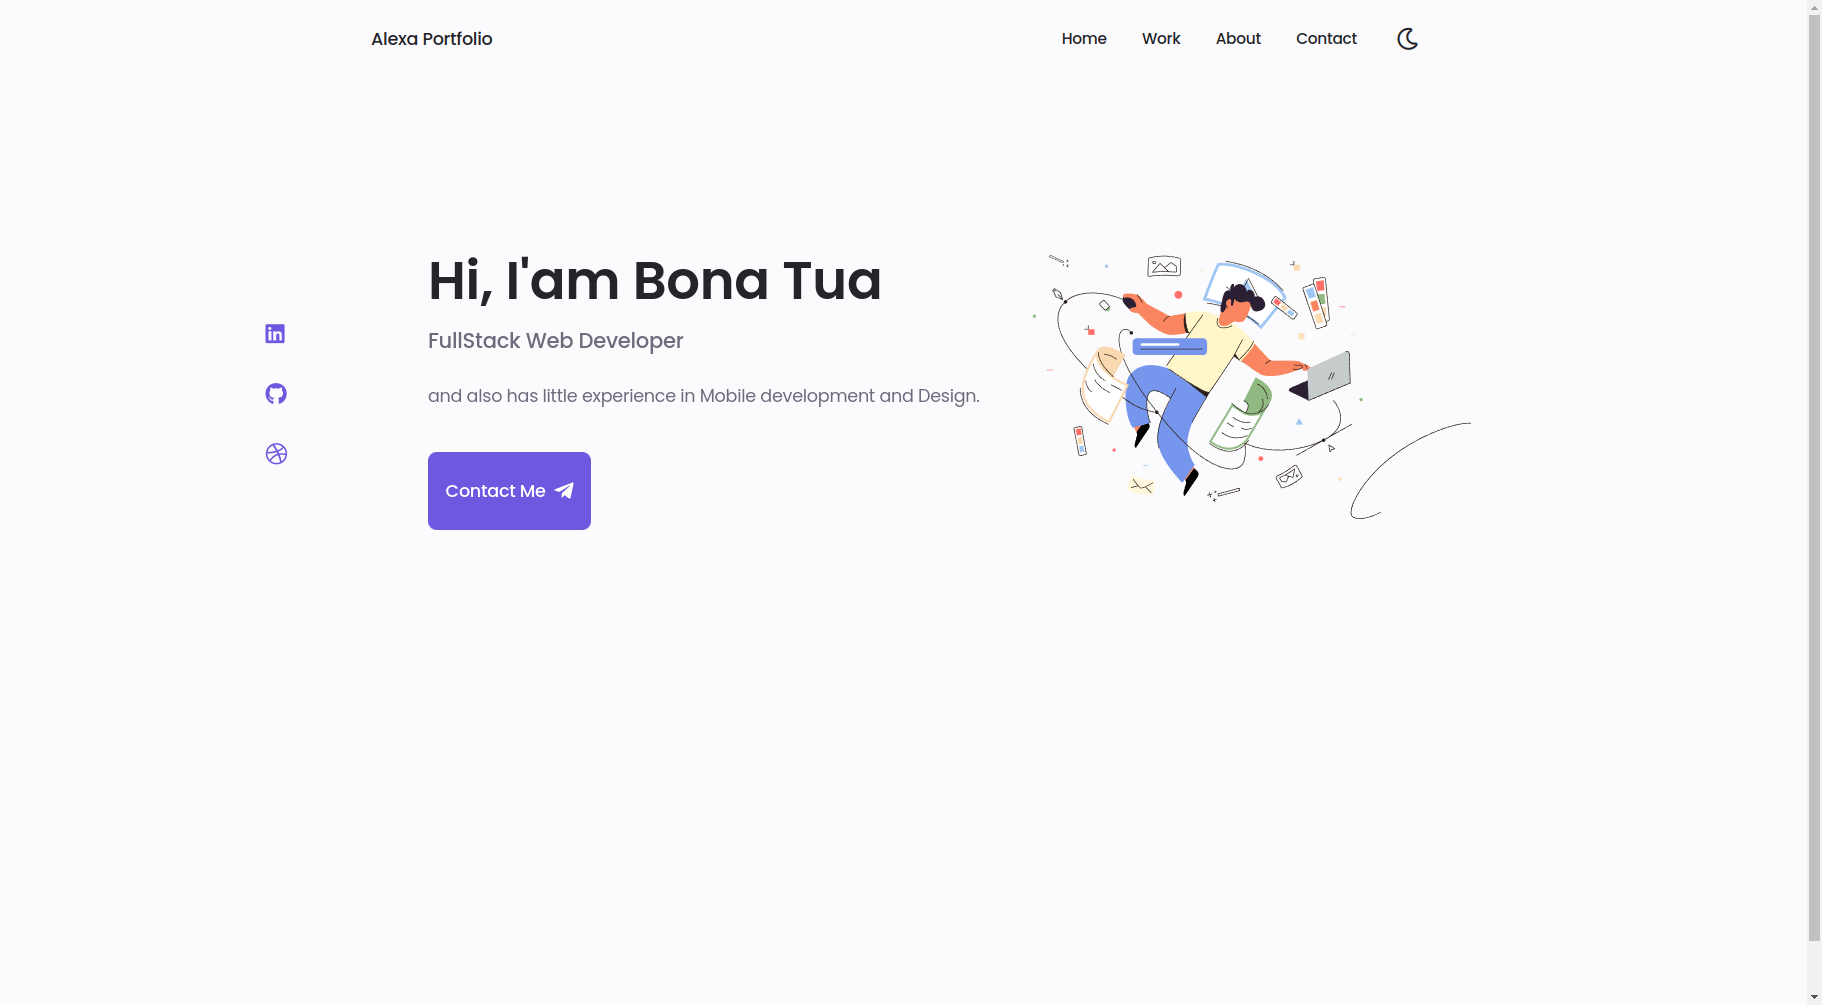 Alexa Portfolio
Home Work About Contact
Hi, I'am Bona Tua
FullStack Web Developer
and also has little experience in Mobile development and Design.
Contact Me